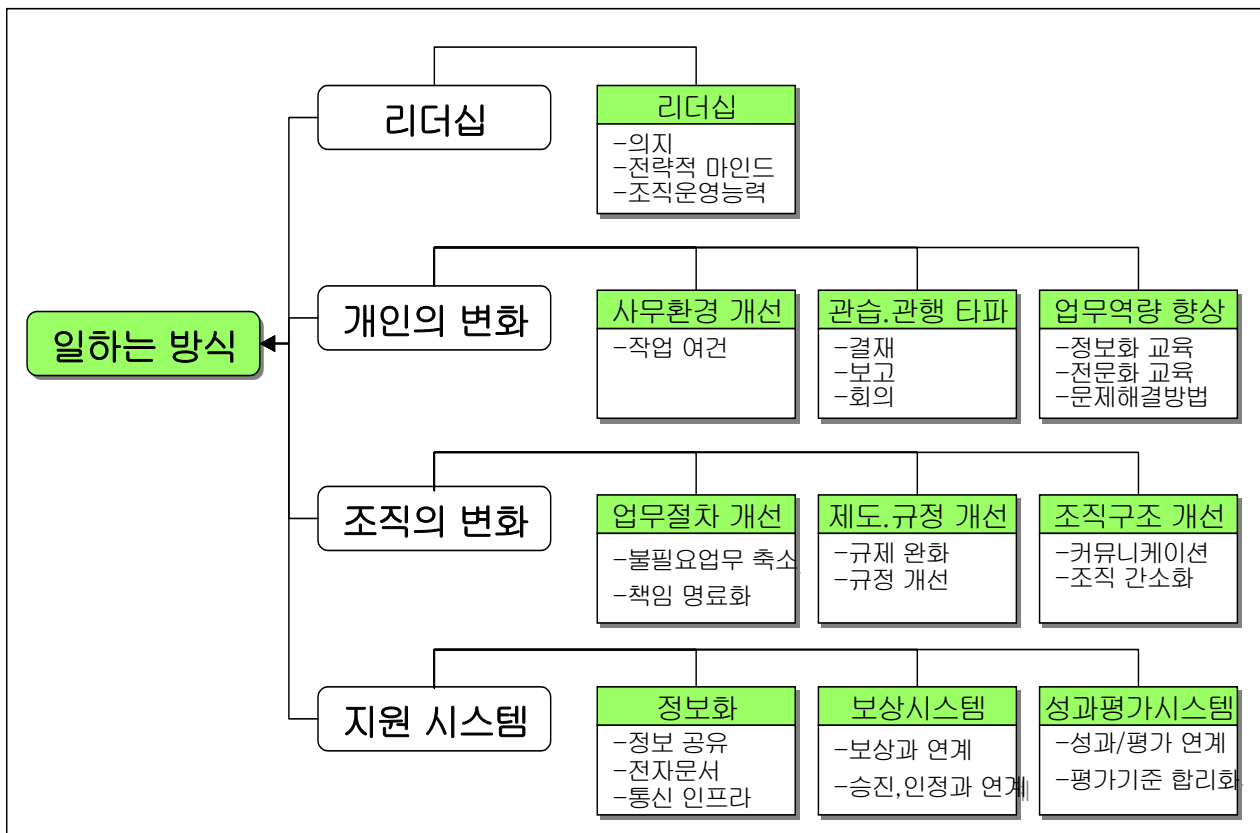 리더십
리더십
-의지
-전략적 마인드
-조직운영능력
일하는 방식
개인의 변화
사무환경 개선
-작업 여건
관습.관행 타파
-결재
-보고
-회의
업무역량 향상
-정보화 교육
-전문화 교육
-문제해결방법
조직의 변화
업무절차 개선
-불필요업무 축소
-책임 명료화
제도.규정 개선
-규제 완화
-규정 개선
조직구조 개선
-커뮤니케이션
-조직 간소화
지원 시스템
정보화
-정보 공유
-전자문서
-통신 인프라
보상시스템
-보상과 연계
-승진,인정과 연계
성과평가시스템
-성과/평가 연계
-평가기준 합리화